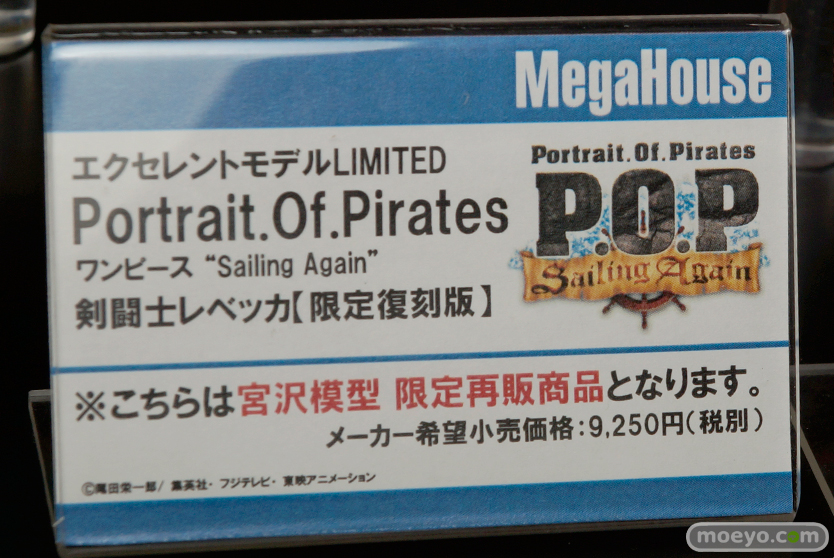 MegaHouse
エクセレントモデルLIMITED
Portrait.Of.Pirates
ワンピース “Sailing Again”
剣闘士レベッカ【限定復刻版】
Portrait.Of.Pirates
P.O.P
Sailing Again
※こちらは宮沢模型 限定再販商品となります。
メーカー希望小売価格:9,250円(税別)
©尾田栄一郎/集英社・フジテレビ・東映アニメーション
moeyo.com